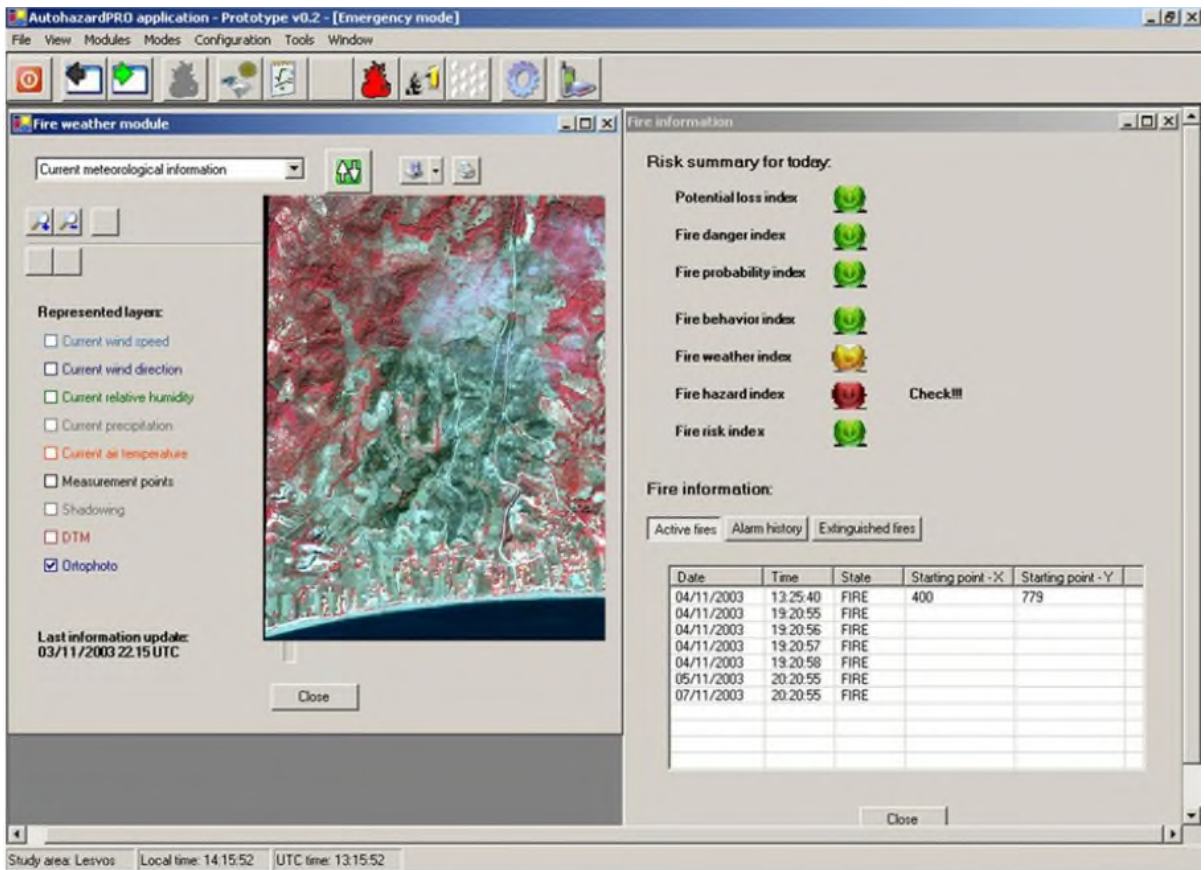 AutohazardPRO application - Prototype v0.2 - [Emergency mode]
File View Modules Modes Configuration Tools Window
Fire weather module
Current meteorological information
Represented layers:
Current wind speed
Current wind direction
Current relative humidity
Current precipitation
Current air temperature
Measurement points
Shadowing
DTM
Ortophoto
Last information update:
03/11/2003 22.15 UTC
Close
Fire information
Risk summary for today:
Potential loss index
Fire danger index
Fire probability index
Fire behavior index
Fire weather index
Fire hazard index Check!!!
Fire risk index
Fire information:
Active fires Alarm history Extinguished fires
Date Time State Starting point - X Starting point - Y
04/11/2003 13:25:40 FIRE 400 779
04/11/2003 19:20:55 FIRE
04/11/2003 19:20:56 FIRE
04/11/2003 19:20:57 FIRE
04/11/2003 19:20:58 FIRE
05/11/2003 20:20:55 FIRE
07/11/2003 20:20:55 FIRE
Close
Study area: Lesvos Local time: 14:15:52 UTC time: 13:15:52